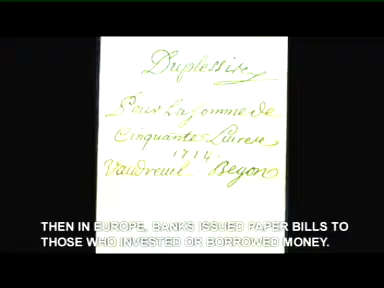 Duplessis
Pour La somme de
Cinquante Livres
1714
Vaudreuil Begon
THEN IN EUROPE, BANKS ISSUED PAPER BILLS TO
THOSE WHO INVESTED OR BORROWED MONEY.